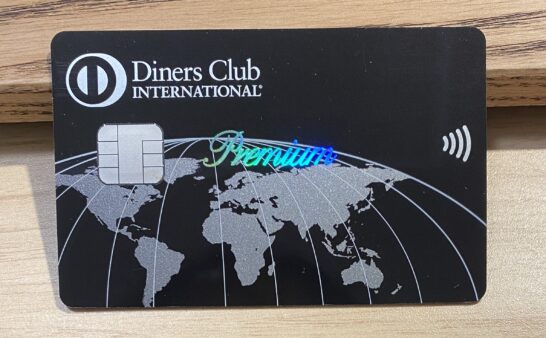 Diners Club
INTERNATIONAL®
Premium